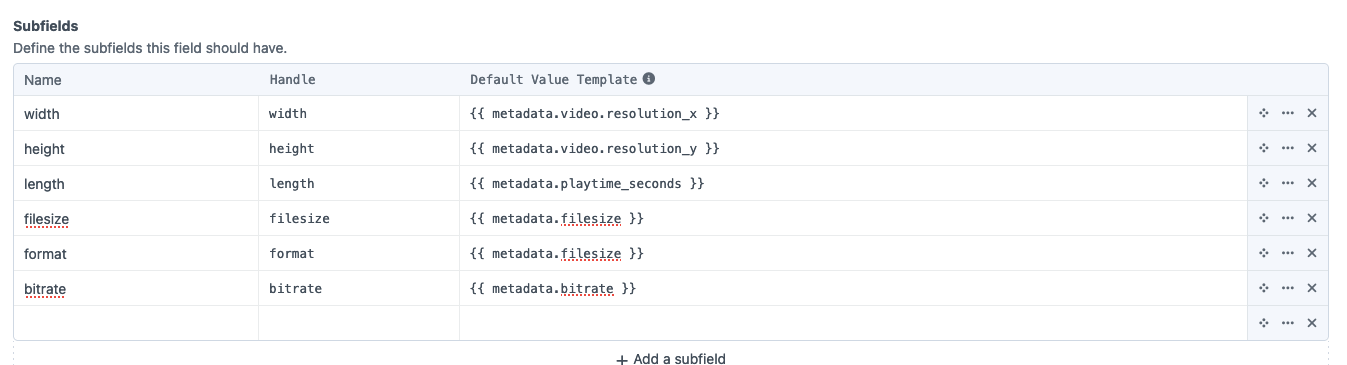 Subfields
Define the subfields this field should have.
Name Handle Default Value Template
width width {{ metadata.video.resolution_x }}
height height {{ metadata.video.resolution_y }}
length length {{ metadata.playtime_seconds }}
filesize filesize {{ metadata.filesize }}
format format {{ metadata.filesize }}
bitrate bitrate {{ metadata.bitrate }}
+ Add a subfield